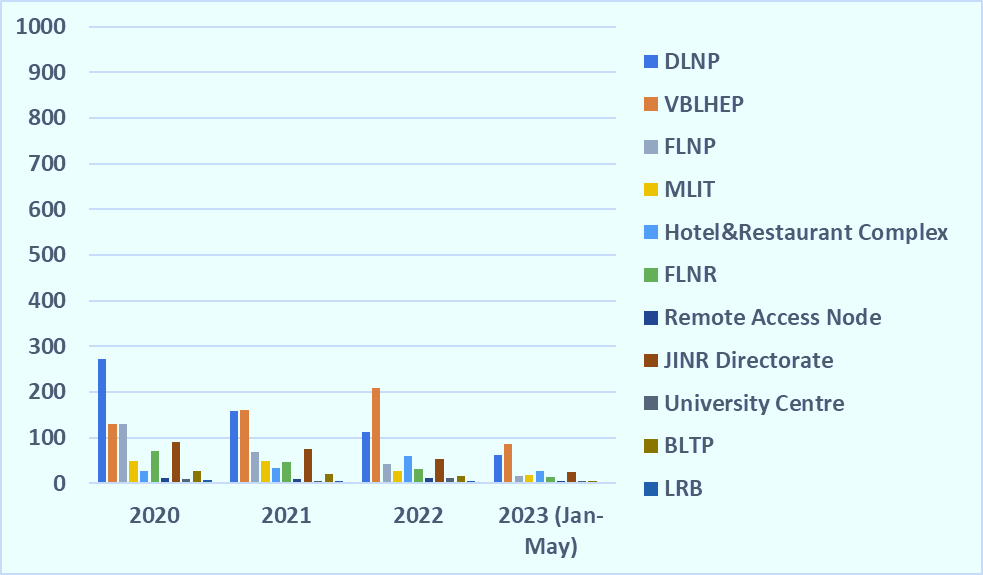 1000
900
800
700
600
500
400
300
200
100
0
2020
2021
2022
2023 (Jan-
May)
DLNP
VBLHEP
FLNP
MLIT
Hotel&Restaurant Complex
FLNR
Remote Access Node
JINR Directorate
University Centre
BLTP
LRB